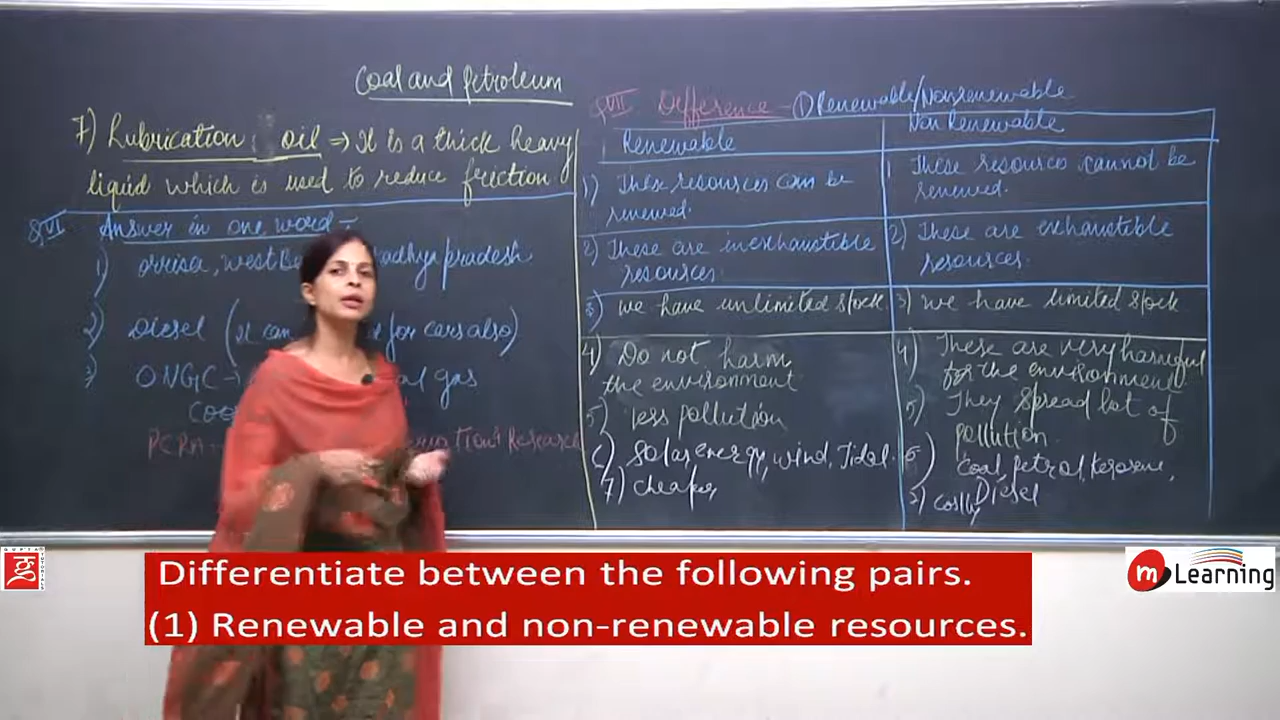 Coal and Petroleum
7) Lubrication oil ⇒ It is a thick heavy
liquid which is used to reduce friction
QVI Answer in one word –
1) orrisa, west Be adhya pradesh
2) Diesel (it can for cars also)
3) ONGC → al gas
PCRA – Research
QVII Difference – (1) Renewable/Nonrenewable
Renewable
Non Renewable
1) These resources can be
renewed.
1 These resources cannot be
renewed.
2) These are inexhaustible
resources.
2) These are exhaustible
resources.
3) we have unlimited stock
3) we have limited stock
4) Do not harm
the environment
4) These are very harmful
for the environment
5) less pollution
5) They spread lot of
pollution.
6) Solar energy, wind, Tidal.
6) Coal, petrol, kerosene,
Diesel
7) cheaper
7) costly
GUPTA
m Learning
Differentiate between the following pairs.
(1) Renewable and non-renewable resources.